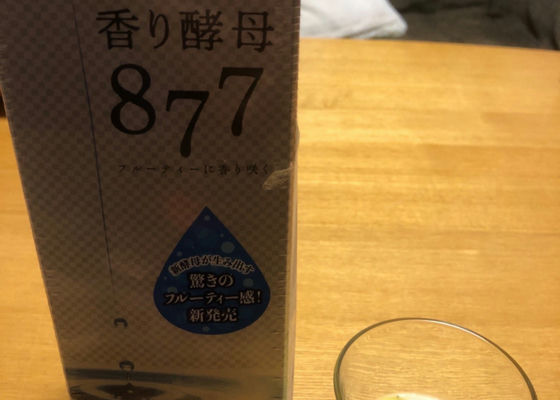 香り酵母
877
フルーティーに香り咲く
新酵母が生み出す
驚きの
フルーティー感!
新発売